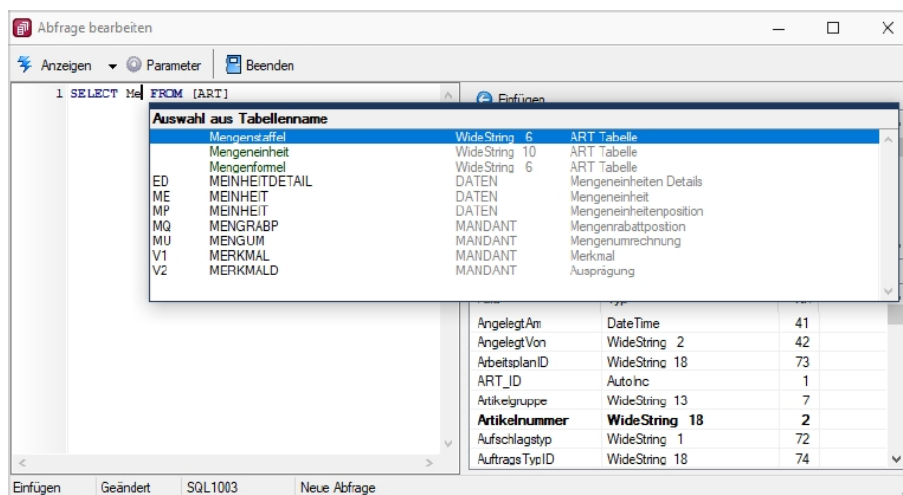 Abfrage bearbeiten
Anzeigen Parameter Beenden
1 SELECT Me FROM [ART]
Einfügen
Auswahl aus Tabellenname
Mengenstaffel WideString 6 ART Tabelle
Mengeneinheit WideString 10 ART Tabelle
Mengenformel WideString 6 ART Tabelle
ED MEINHEITDETAIL DATEN Mengeneinheiten Details
ME MEINHEIT DATEN Mengeneinheit
MP MEINHEIT DATEN Mengeneinheitenposition
MQ MENGRABP MANDANT Mengenrabattposition
MU MENGUM MANDANT Mengenumrechnung
V1 MERKMAL MANDANT Merkmal
V2 MERKMALD MANDANT Ausprägung
AngelegtAm DateTime 41
AngelegtVon WideString 2 42
ArbeitsplanID WideString 18 73
ART_ID AutoInc 1
Artikelgruppe WideString 13 7
Artikelnummer WideString 18 2
Aufschlagstyp WideString 1 72
AuftragsTypID WideString 18 74
Einfügen Geändert SQL1003 Neue Abfrage